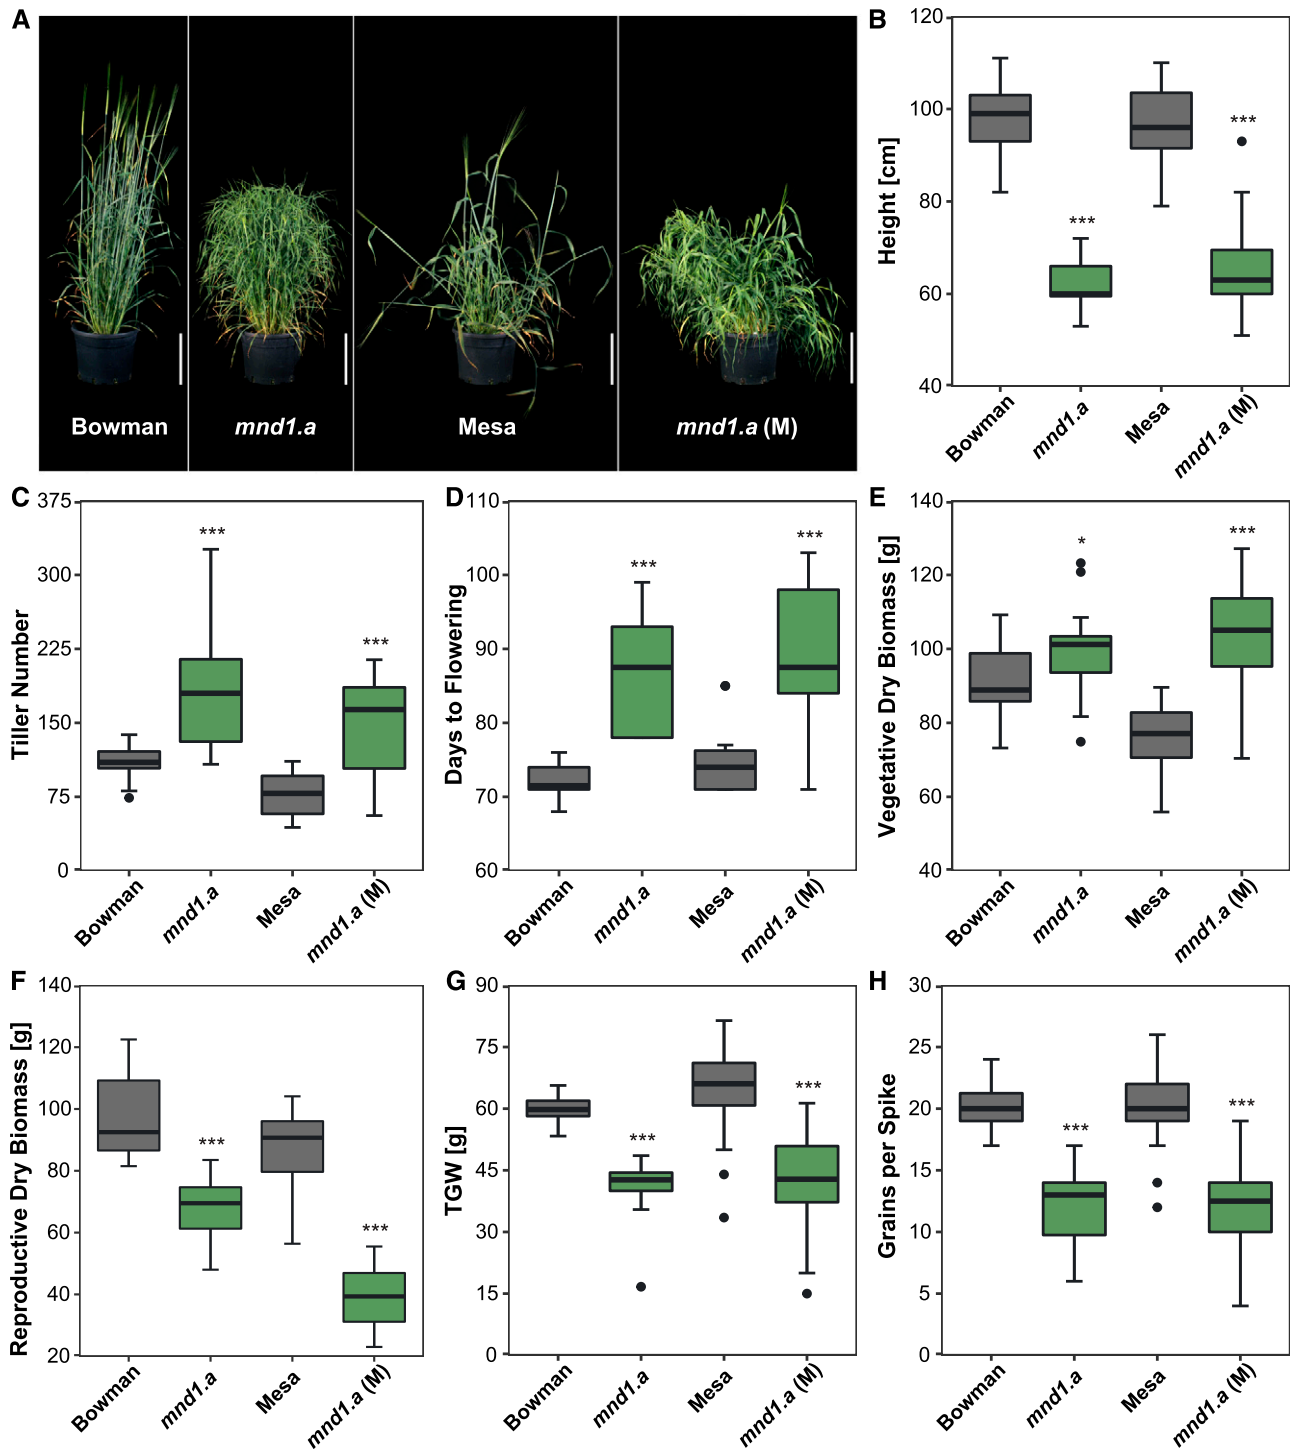 A
Bowman
mnd1.a
Mesa
mnd1.a (M)
B
Height [cm]
120
100
80
60
40
***
***
Bowman
mnd1.a
Mesa
mnd1.a (M)
C
Tiller Number
375
300
225
150
75
0
***
***
Bowman
mnd1.a
Mesa
mnd1.a (M)
D
Days to Flowering
110
100
90
80
70
60
***
***
Bowman
mnd1.a
Mesa
mnd1.a (M)
E
Vegetative Dry Biomass [g]
140
120
100
80
60
40
*
***
Bowman
mnd1.a
Mesa
mnd1.a (M)
F
Reproductive Dry Biomass [g]
140
120
100
80
60
40
20
***
***
Bowman
mnd1.a
Mesa
mnd1.a (M)
G
TGW [g]
90
75
60
45
30
15
0
***
***
Bowman
mnd1.a
Mesa
mnd1.a (M)
H
Grains per Spike
30
25
20
15
10
5
0
***
***
Bowman
mnd1.a
Mesa
mnd1.a (M)